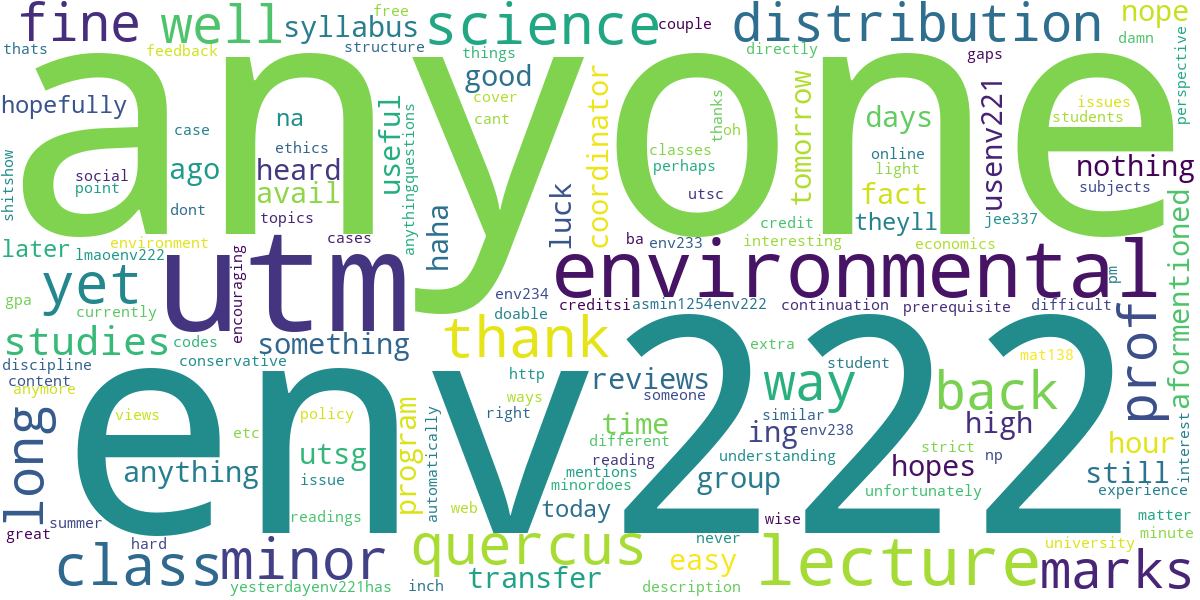 fine
well
syllabus
free
science
couple
distribution
nope
thats
feedback
structure
things
directly
gaps
damn
anyone
hopefully
good
cover
cant
useful
anythingquestions
coordinator
thanks
oh
tomorrow
days
usenv221
issues
students
perspective
case
na
ethics
heard
avail
ago
social
point
dont
topics
shitshow
classes
perhaps
utsc
online
light
fact
theyll
nothing
subjects
jee337
credit
luck
haha
later
environment
lmaoenv222
cases
encouraging
utm
yet
gpa
currently
ba
env233
interesting
economics
environmental
pm
aforementioned
env234
doable
creditsi
asmin1254env222
continuation
prerequisite
difficult
studies
codes
something
conservative
thank
extra
prof
discipline
content
anymore
http
ways
right
reviews
someone
way
student
mat138
back
env222
long
views
policy
etc
utsg
anything
issue
program
automatically
time
different
reading
mentions
minordoes
similar
env238
ing
understanding
group
high
strict
np
hopes
unfortunately
hour
still
experience
interest
readings
web
today
wise
matter
minute
great
summer
hard
class
minor
quercus
never
easy
lecture
university
marks
yesterdayenv221has
inch
transfer
description